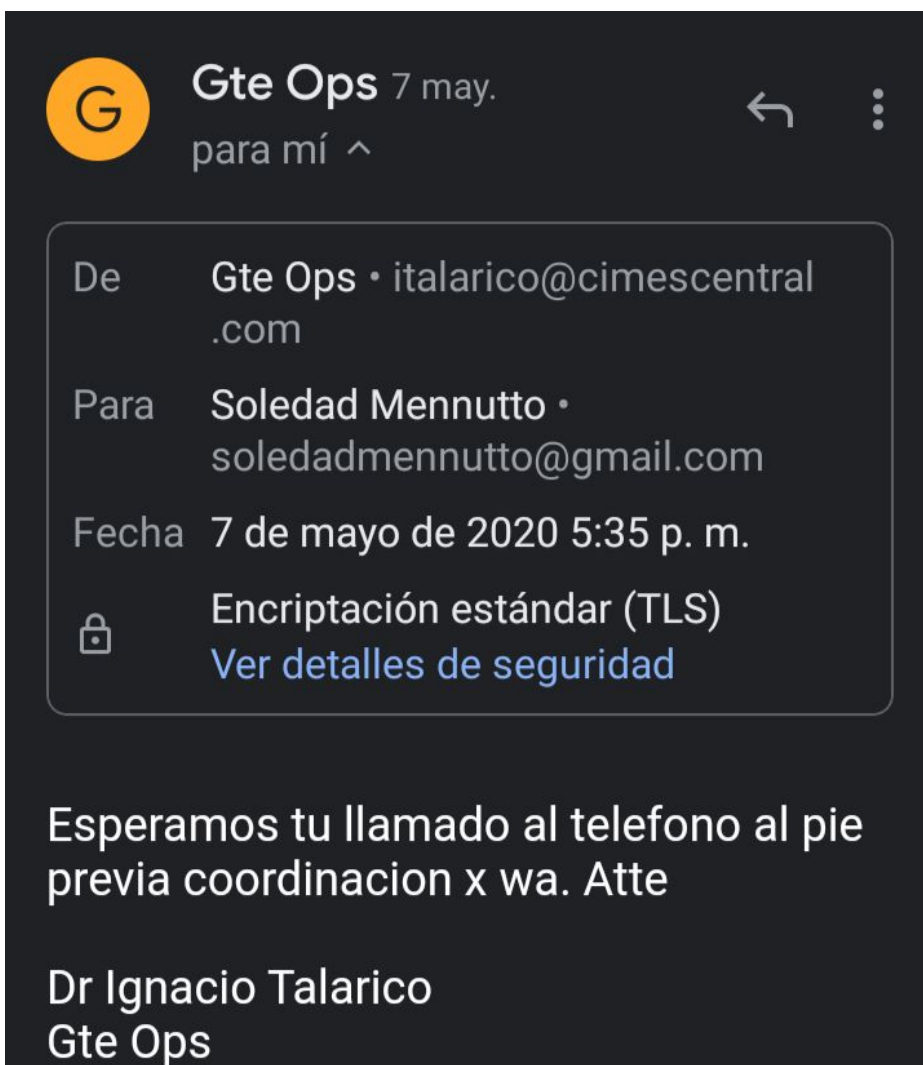 G
Gte Ops 7 may.
para mí
De Gte Ops • italarico@cimescentral
.com
Para Soledad Mennutto •
soledadmennutto@gmail.com
Fecha 7 de mayo de 2020 5:35 p. m.
Encriptación estándar (TLS)
Ver detalles de seguridad
Esperamos tu llamado al telefono al pie
previa coordinacion x wa. Atte
Dr Ignacio Talarico
Gte Ops